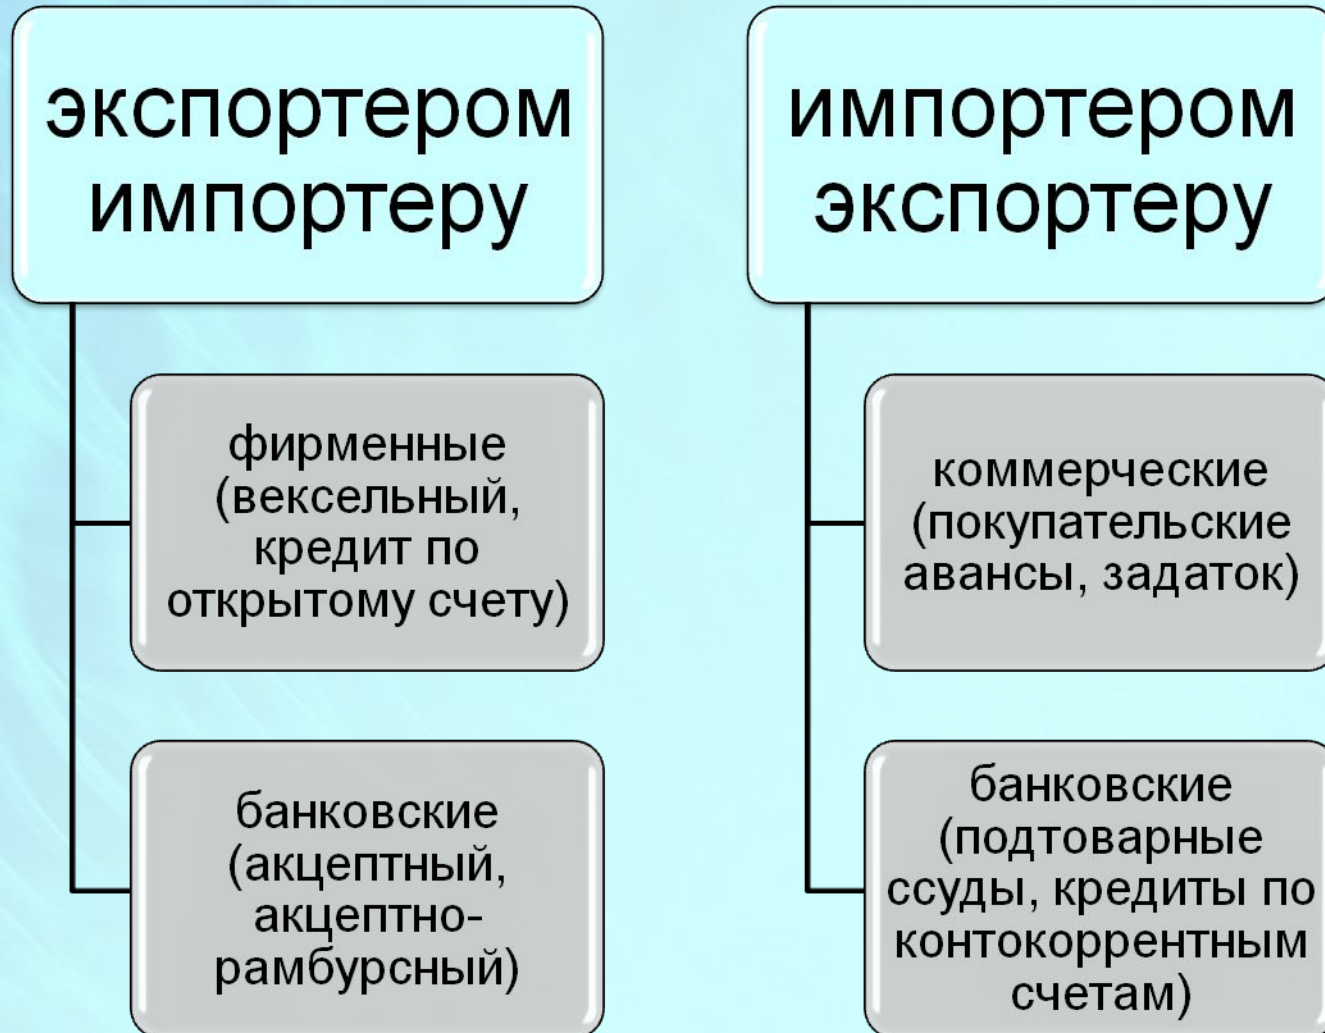 экспортером
импортеру
фирменные
(вексельный,
кредит по
открытому счету)
банковские
(акцептный,
акцептно-
рамбурсный)
импортером
экспортеру
коммерческие
(покупательские
авансы, задаток)
банковские
(подтоварные
ссуды, кредиты по
контокоррентным
счетам)